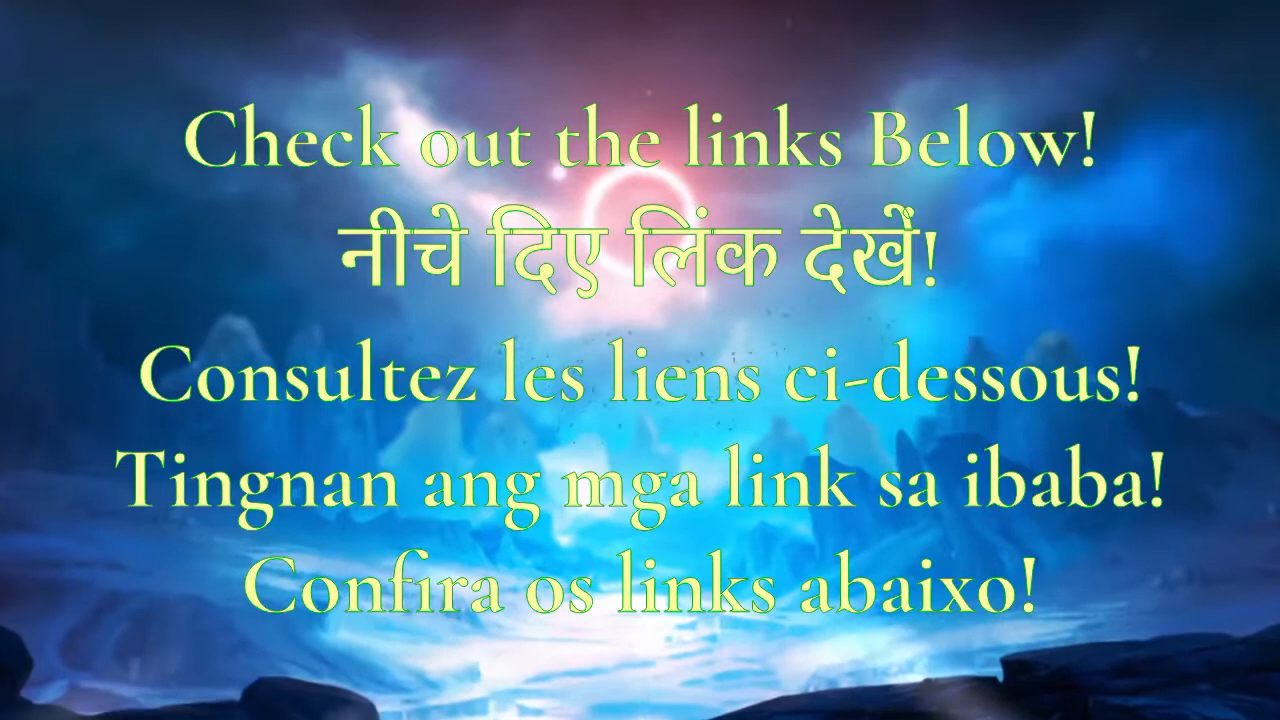 Check out the links Below!
नीचे दिए लिंक देखें!
Consultez les liens ci-dessous!
Tingnan ang mga link sa ibaba!
Confira os links abaixo!